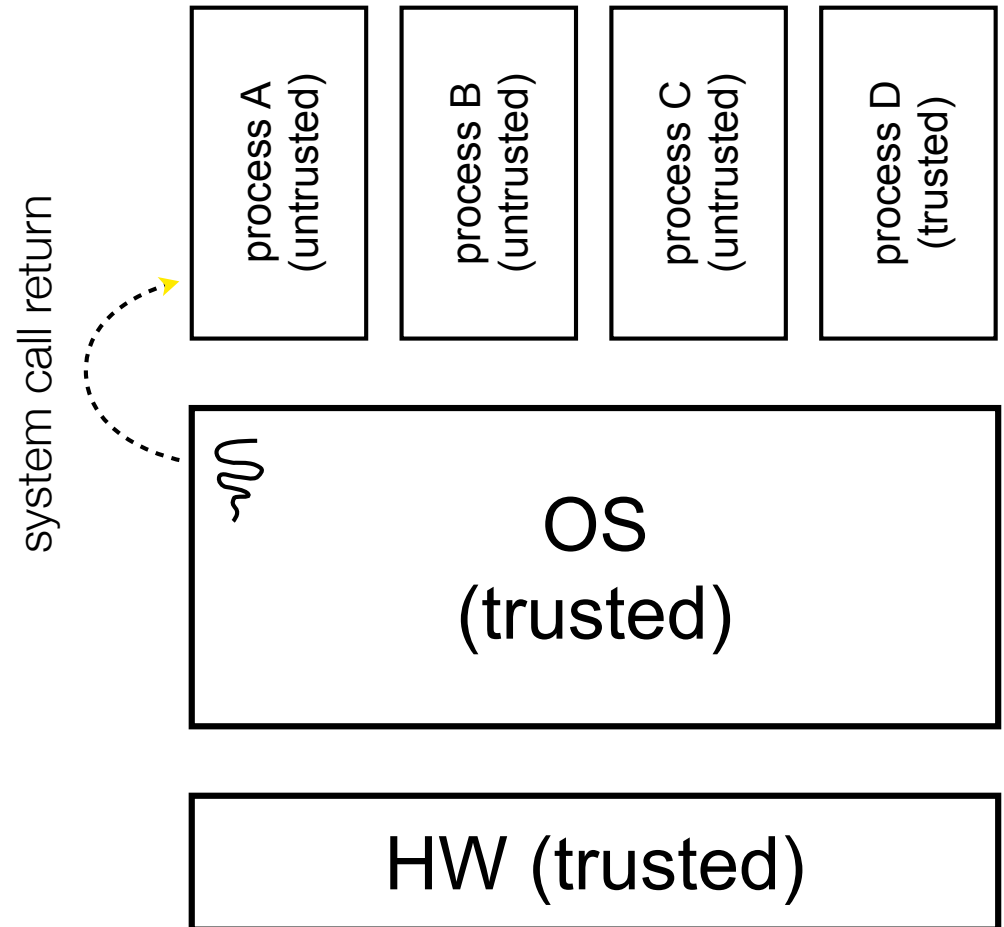 system call return
process A
(untrusted)
process B
(untrusted)
process C
(untrusted)
process D
(trusted)
OS
(trusted)
HW (trusted)